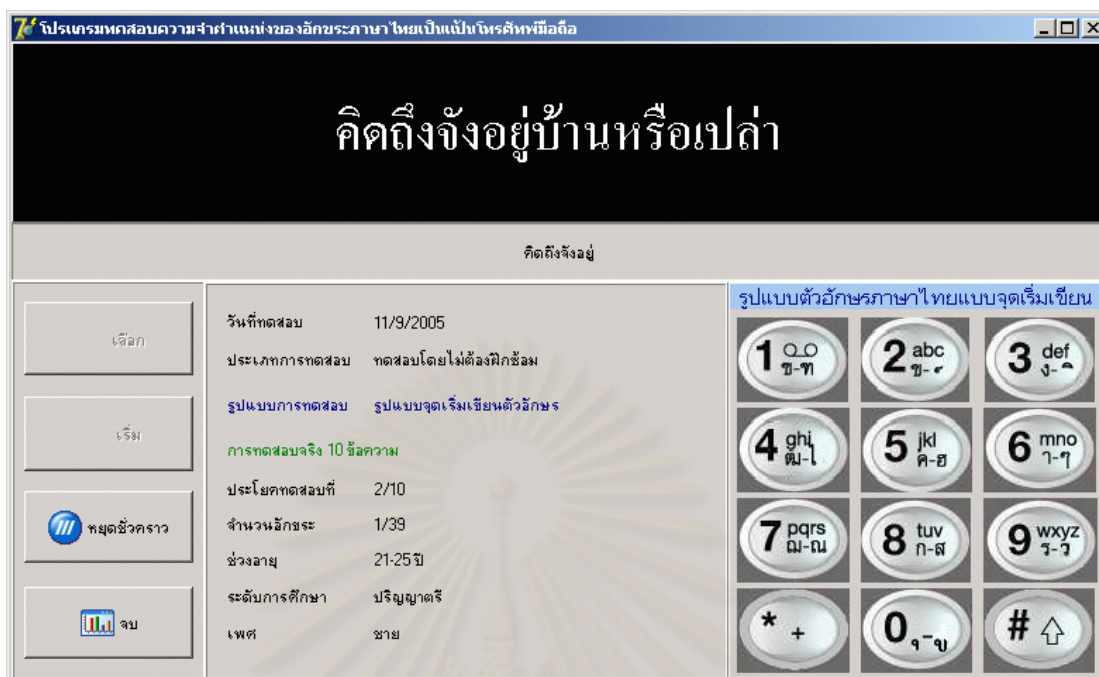 โปรแกรมทดสอบความจำตำแหน่งของอักขระภาษาไทยเป็นแป้นโทรศัพท์มือถือ
คิดถึงจังอยู่บ้านหรือเปล่า
คิดถึงจังอยู่
เลือก
เริ่ม
หยุดชั่วคราว
จบ
วันที่ทดสอบ 11/9/2005
ประเภทการทดสอบ ทดสอบโดยไม่ต้องฝึกซ้อม
รูปแบบการทดสอบ รูปแบบจุดเริ่มเขียนตัวอักษร
การทดสอบจริง 10 ข้อความ
ประโยคทดสอบที่ 2/10
จำนวนอักขระ 1/39
ช่วงอายุ 21-25 ปี
ระดับการศึกษา ปริญญาตรี
เพศ ชาย
รูปแบบตัวอักษรภาษาไทยแบบจุดเริ่มเขียน
1
2 abc
3 def
4 ghi
5 jkl ค-ฮ
6 mno า-ๆ
7 pqrs ฌ-ณ
8 tuv ก-ส
9 wxyz ร-ว
* +
0
#